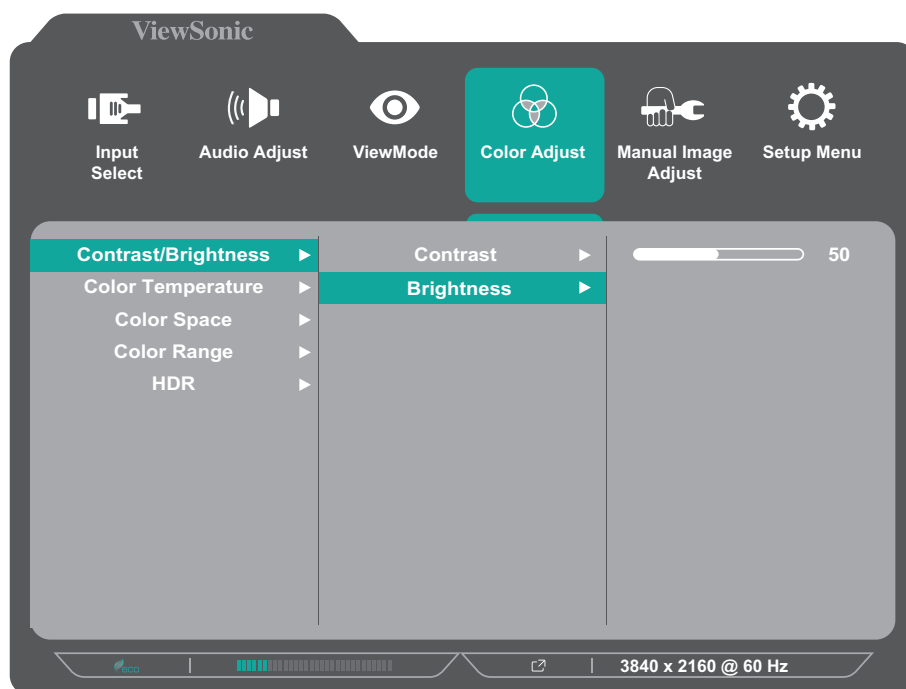 ViewSonic
Input Select
Audio Adjust
ViewMode
Color Adjust
Manual Image Adjust
Setup Menu
Contrast/Brightness
Contrast
50
Color Temperature
Brightness
Color Space
Color Range
HDR
ECO
3840 x 2160 @ 60 Hz